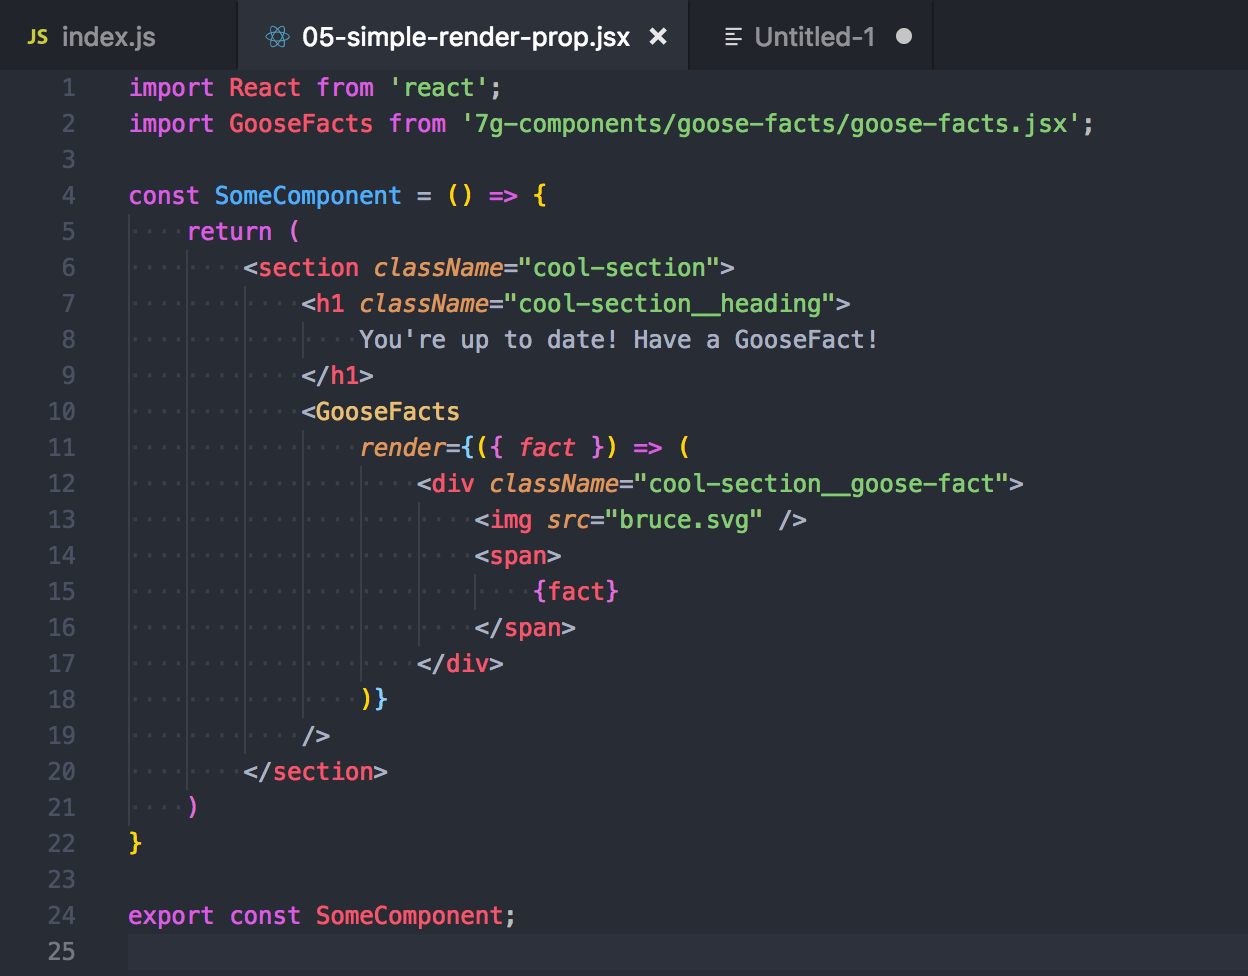 JS index.js 05-simple-render-prop.jsx × Untitled-1
1 import React from 'react';
2 import GooseFacts from '7g-components/goose-facts/goose-facts.jsx';
3
4 const SomeComponent = () => {
5 return (
6 <section className="cool-section">
7 <h1 className="cool-section__heading">
8 You're up to date! Have a GooseFact!
9 </h1>
10 <GooseFacts
11 render={({ fact }) => (
12 <div className="cool-section__goose-fact">
13 <img src="bruce.svg" />
14 <span>
15 {fact}
16 </span>
17 </div>
18 )}
19 />
20 </section>
21 )
22 }
23
24 export const SomeComponent;
25